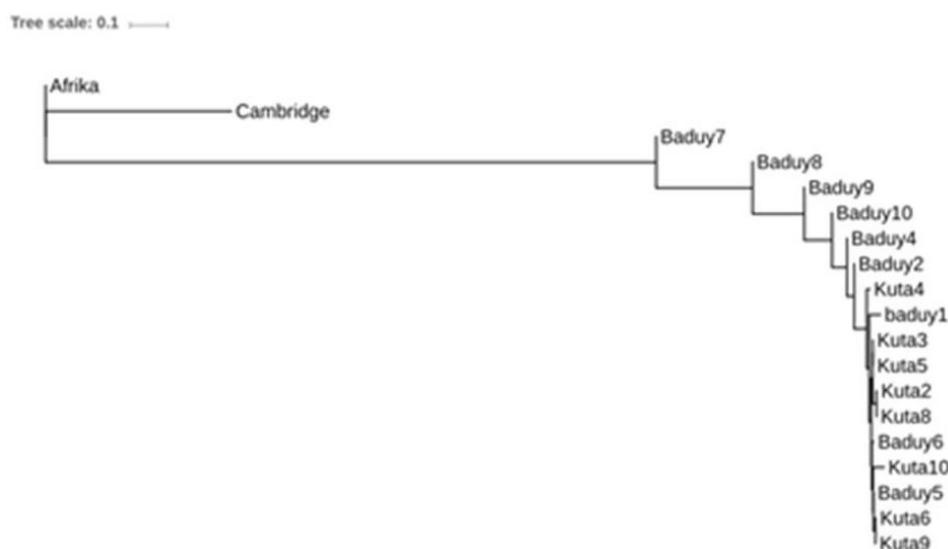 Tree scale: 0.1
Afrika
Cambridge
Baduy7
Baduy8
Baduy9
Baduy10
Baduy4
Baduy2
Kuta4
baduy1
Kuta3
Kuta5
Kuta2
Kuta8
Baduy6
Kuta10
Baduy5
Kuta6
Kuta9